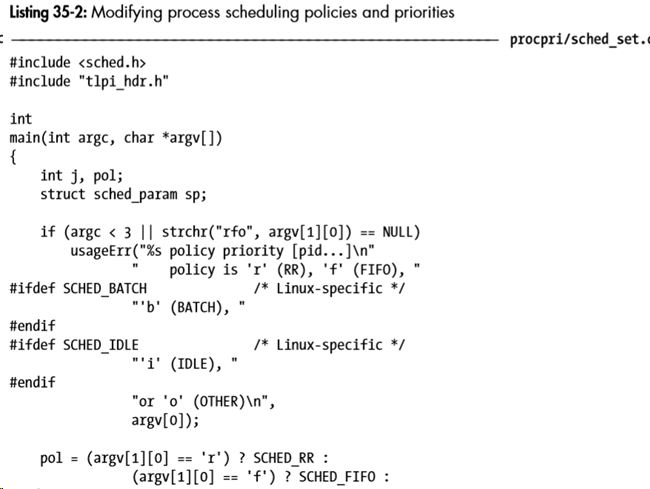 Listing 35-2: Modifying process scheduling policies and priorities
procpri/sched_set.c
#include <sched.h>
#include "tlpi_hdr.h"
int
main(int argc, char *argv[])
{
    int j, pol;
    struct sched_param sp;
    if (argc < 3 || strchr("rfo", argv[1][0]) == NULL)
        usageErr("%s policy priority [pid...]\n"
                "    policy is 'r' (RR), 'f' (FIFO), "
#ifdef SCHED_BATCH              /* Linux-specific */
                "'b' (BATCH), "
#endif
#ifdef SCHED_IDLE               /* Linux-specific */
                "'i' (IDLE), "
#endif
                "or 'o' (OTHER)\n",
                argv[0]);
    pol = (argv[1][0] == 'r') ? SCHED_RR :
                (argv[1][0] == 'f') ? SCHED_FIFO :